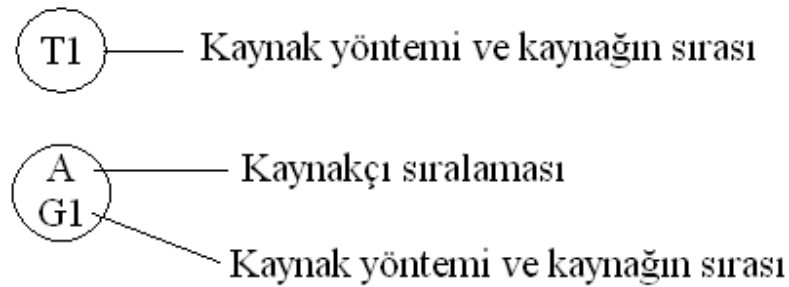 T1 Kaynak yöntemi ve kaynağın sırası
A Kaynakçı sıralaması
G1 Kaynak yöntemi ve kaynağın sırası